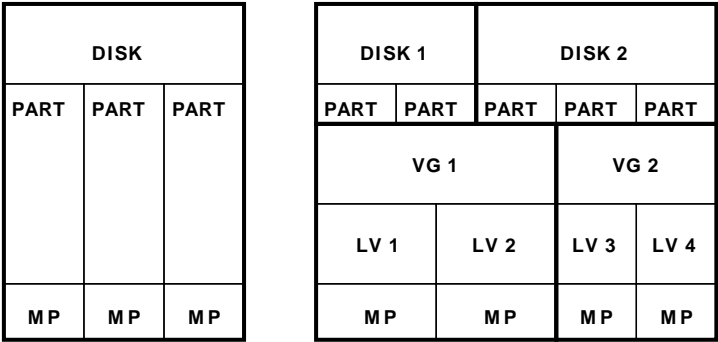 DISK
PART PART PART
MP MP MP
DISK 1 DISK 2
PART PART PART PART PART
VG 1 VG 2
LV 1 LV 2 LV 3 LV 4
MP MP MP MP